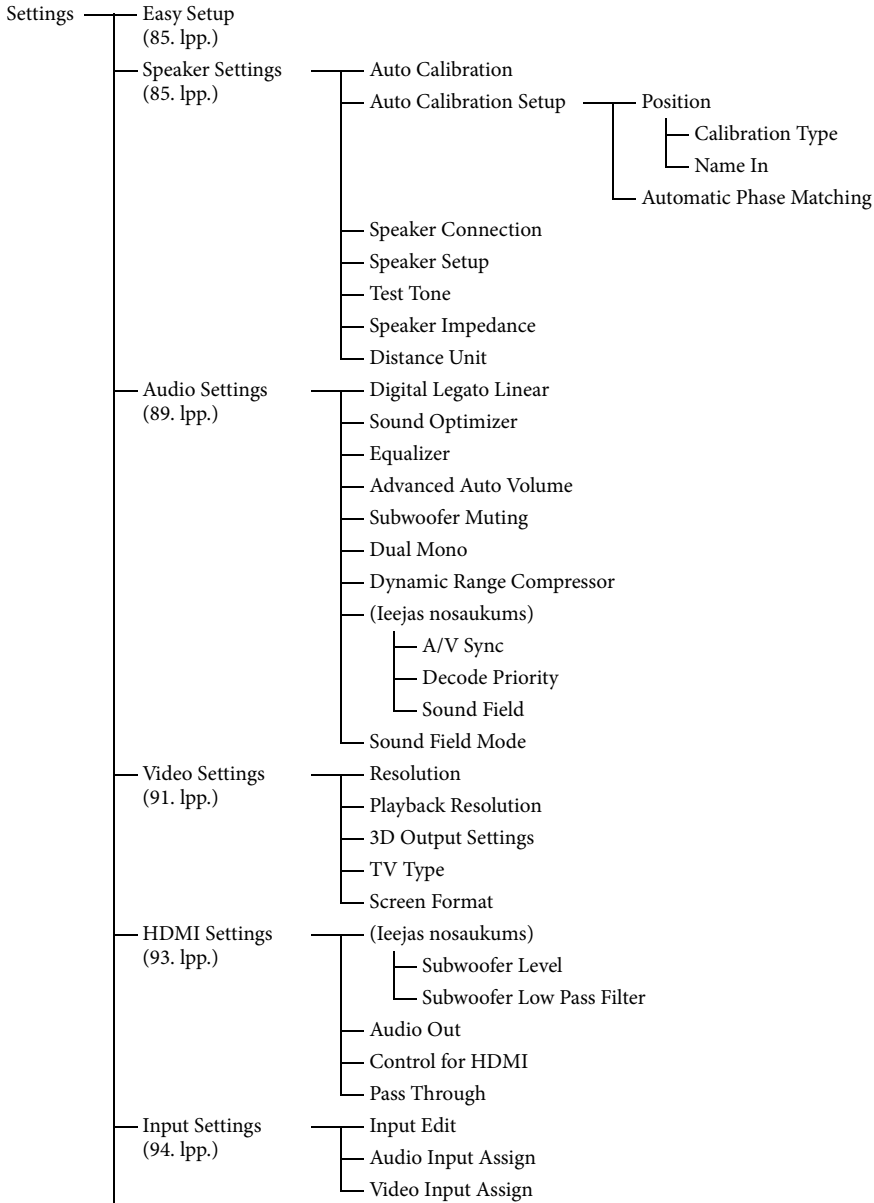 Settings
Easy Setup
(85. lpp.)
Speaker Settings
(85. lpp.)
Auto Calibration
Auto Calibration Setup
Position
Calibration Type
Name In
Automatic Phase Matching
Speaker Connection
Speaker Setup
Test Tone
Speaker Impedance
Distance Unit
Audio Settings
(89. lpp.)
Digital Legato Linear
Sound Optimizer
Equalizer
Advanced Auto Volume
Subwoofer Muting
Dual Mono
Dynamic Range Compressor
(Ieejas nosaukums)
A/V Sync
Decode Priority
Sound Field
Sound Field Mode
Video Settings
(91. lpp.)
Resolution
Playback Resolution
3D Output Settings
TV Type
Screen Format
HDMI Settings
(93. lpp.)
(Ieejas nosaukums)
Subwoofer Level
Subwoofer Low Pass Filter
Audio Out
Control for HDMI
Pass Through
Input Settings
(94. lpp.)
Input Edit
Audio Input Assign
Video Input Assign